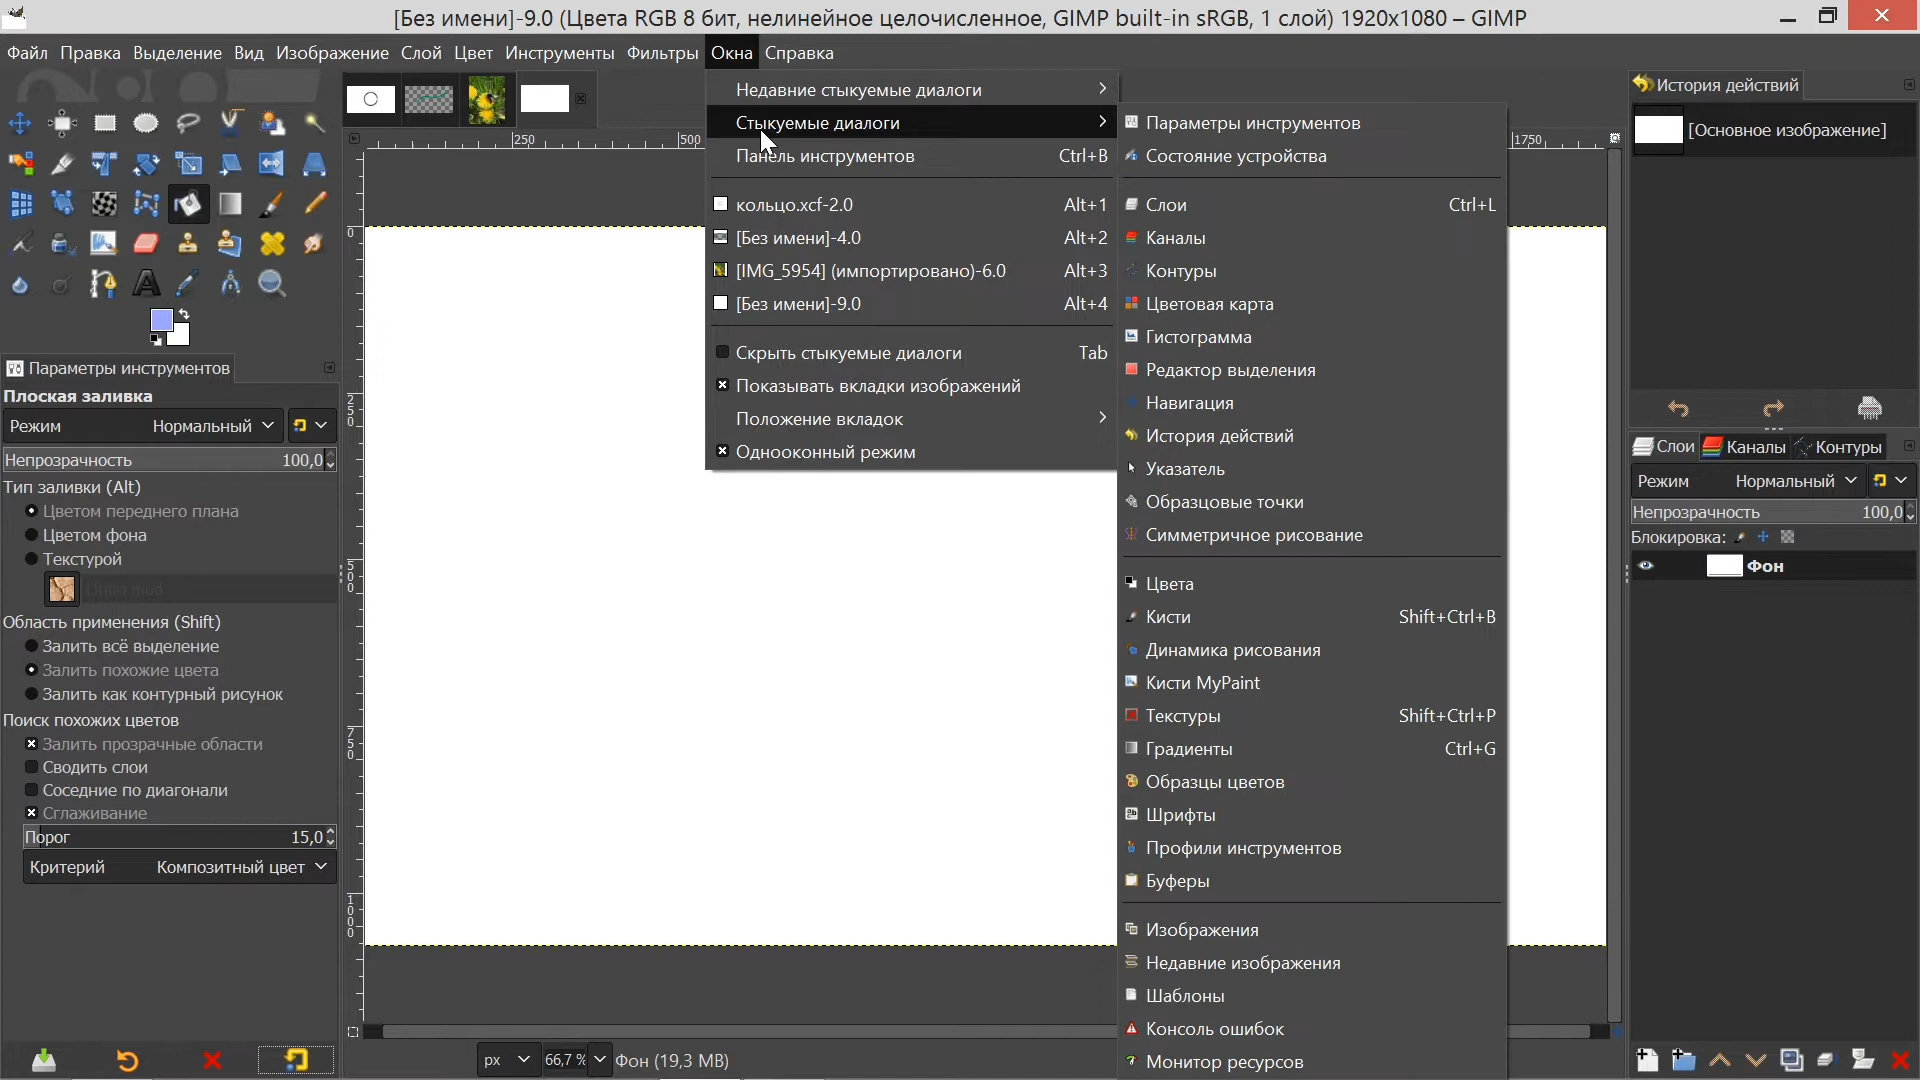 [Без имени]-9.0 (Цвета RGB 8 бит, нелинейное целочисленное, GIMP built-in sRGB, 1 слой) 1920x1080 – GIMP
Файл Правка Выделение Вид Изображение Слой Цвет Инструменты Фильтры Окна Справка
Параметры инструментов
Плоская заливка
Режим Нормальный
Непрозрачность 100,0
Тип заливки (Alt)
Цветом переднего плана
Цветом фона
Текстурой
Область применения (Shift)
Залить всё выделение
Залить похожие цвета
Залить как контурный рисунок
Поиск похожих цветов
Залить прозрачные области
Сводить слои
Соседние по диагонали
Сглаживание
Порог 15,0
Критерий Композитный цвет
250 500 1750
0
250
500
750
1000
Недавние стыкуемые диалоги
Стыкуемые диалоги
Панель инструментов Ctrl+B
кольцо.xcf-2.0 Alt+1
[Без имени]-4.0 Alt+2
[IMG_5954] (импортировано)-6.0 Alt+3
[Без имени]-9.0 Alt+4
Скрыть стыкуемые диалоги Tab
Показывать вкладки изображений
Положение вкладок
Однооконный режим
Параметры инструментов
Состояние устройства
Слои Ctrl+L
Каналы
Контуры
Цветовая карта
Гистограмма
Редактор выделения
Навигация
История действий
Указатель
Образцовые точки
Симметричное рисование
Цвета
Кисти Shift+Ctrl+B
Динамика рисования
Кисти MyPaint
Текстуры Shift+Ctrl+P
Градиенты Ctrl+G
Образцы цветов
Шрифты
Профили инструментов
Буферы
Изображения
Недавние изображения
Шаблоны
Консоль ошибок
Монитор ресурсов
История действий
[Основное изображение]
Слои Каналы Контуры
Режим Нормальный
Непрозрачность 100,0
Блокировка:
Фон
px 66,7 % Фон (19,3 MB)